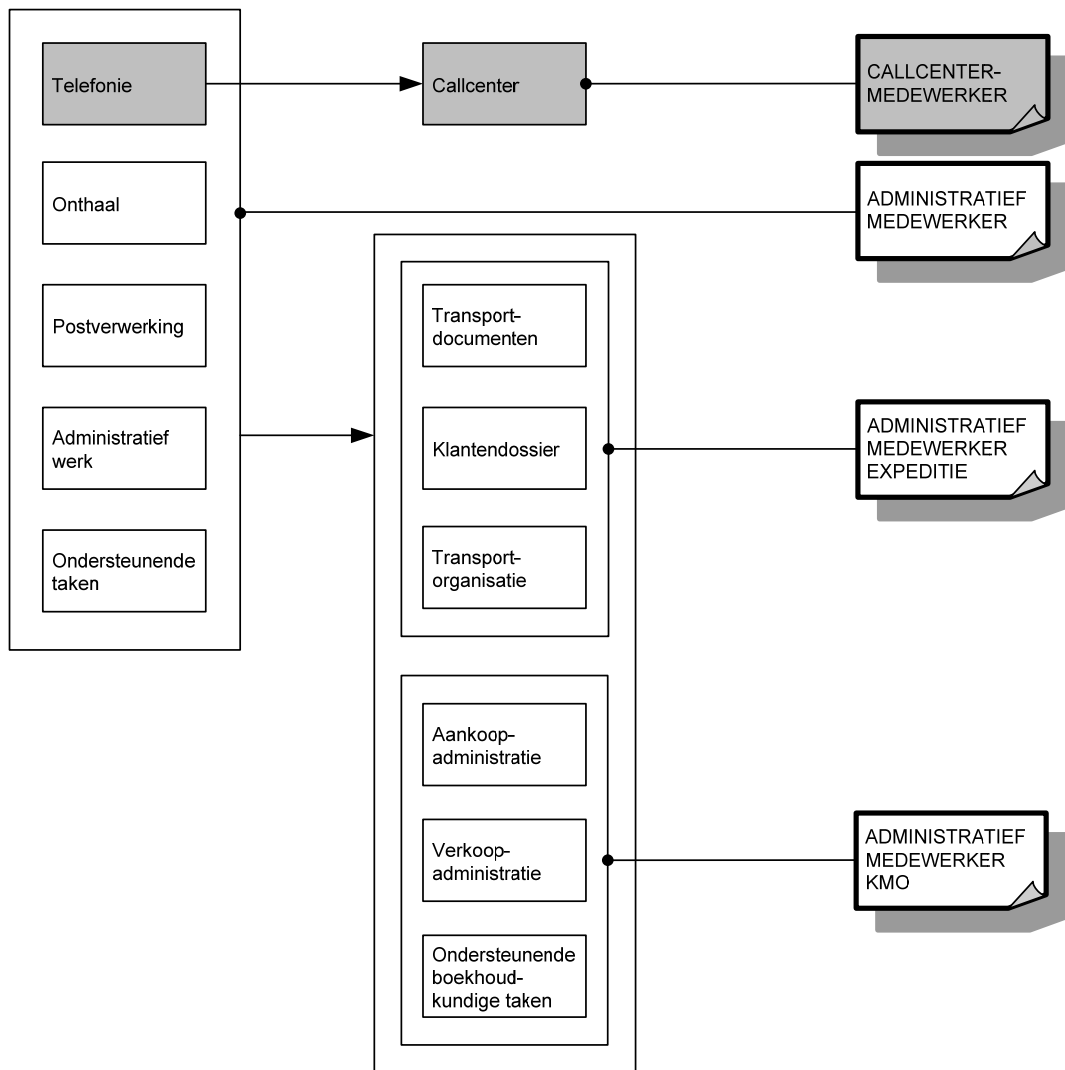 Telefonie
Callcenter
CALLCENTER-
MEDEWERKER
Onthaal
ADMINISTRATIEF
MEDEWERKER
Postverwerking
Transport-
documenten
Administratief
werk
Klantendossier
ADMINISTRATIEF
MEDEWERKER
EXPEDITIE
Ondersteunende
taken
Transport-
organisatie
Aankoop-
administratie
Verkoop-
administratie
ADMINISTRATIEF
MEDEWERKER
KMO
Ondersteunende
boekhoud-
kundige taken